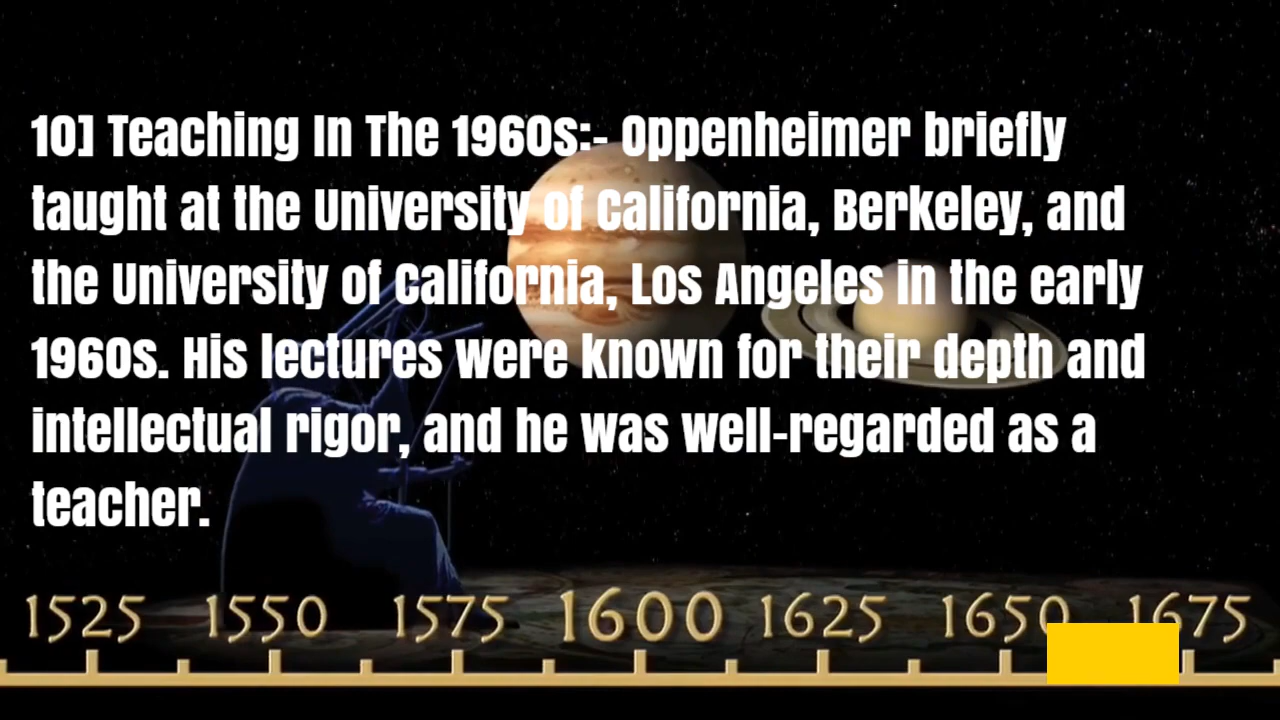 10] Teaching In The 1960s:- Oppenheimer briefly
taught at the University of California, Berkeley, and
the University of California, Los Angeles in the early
1960s. His lectures were known for their depth and
intellectual rigor, and he was well-regarded as a
teacher.
1525 1550 1575 1600 1625 1650 1675